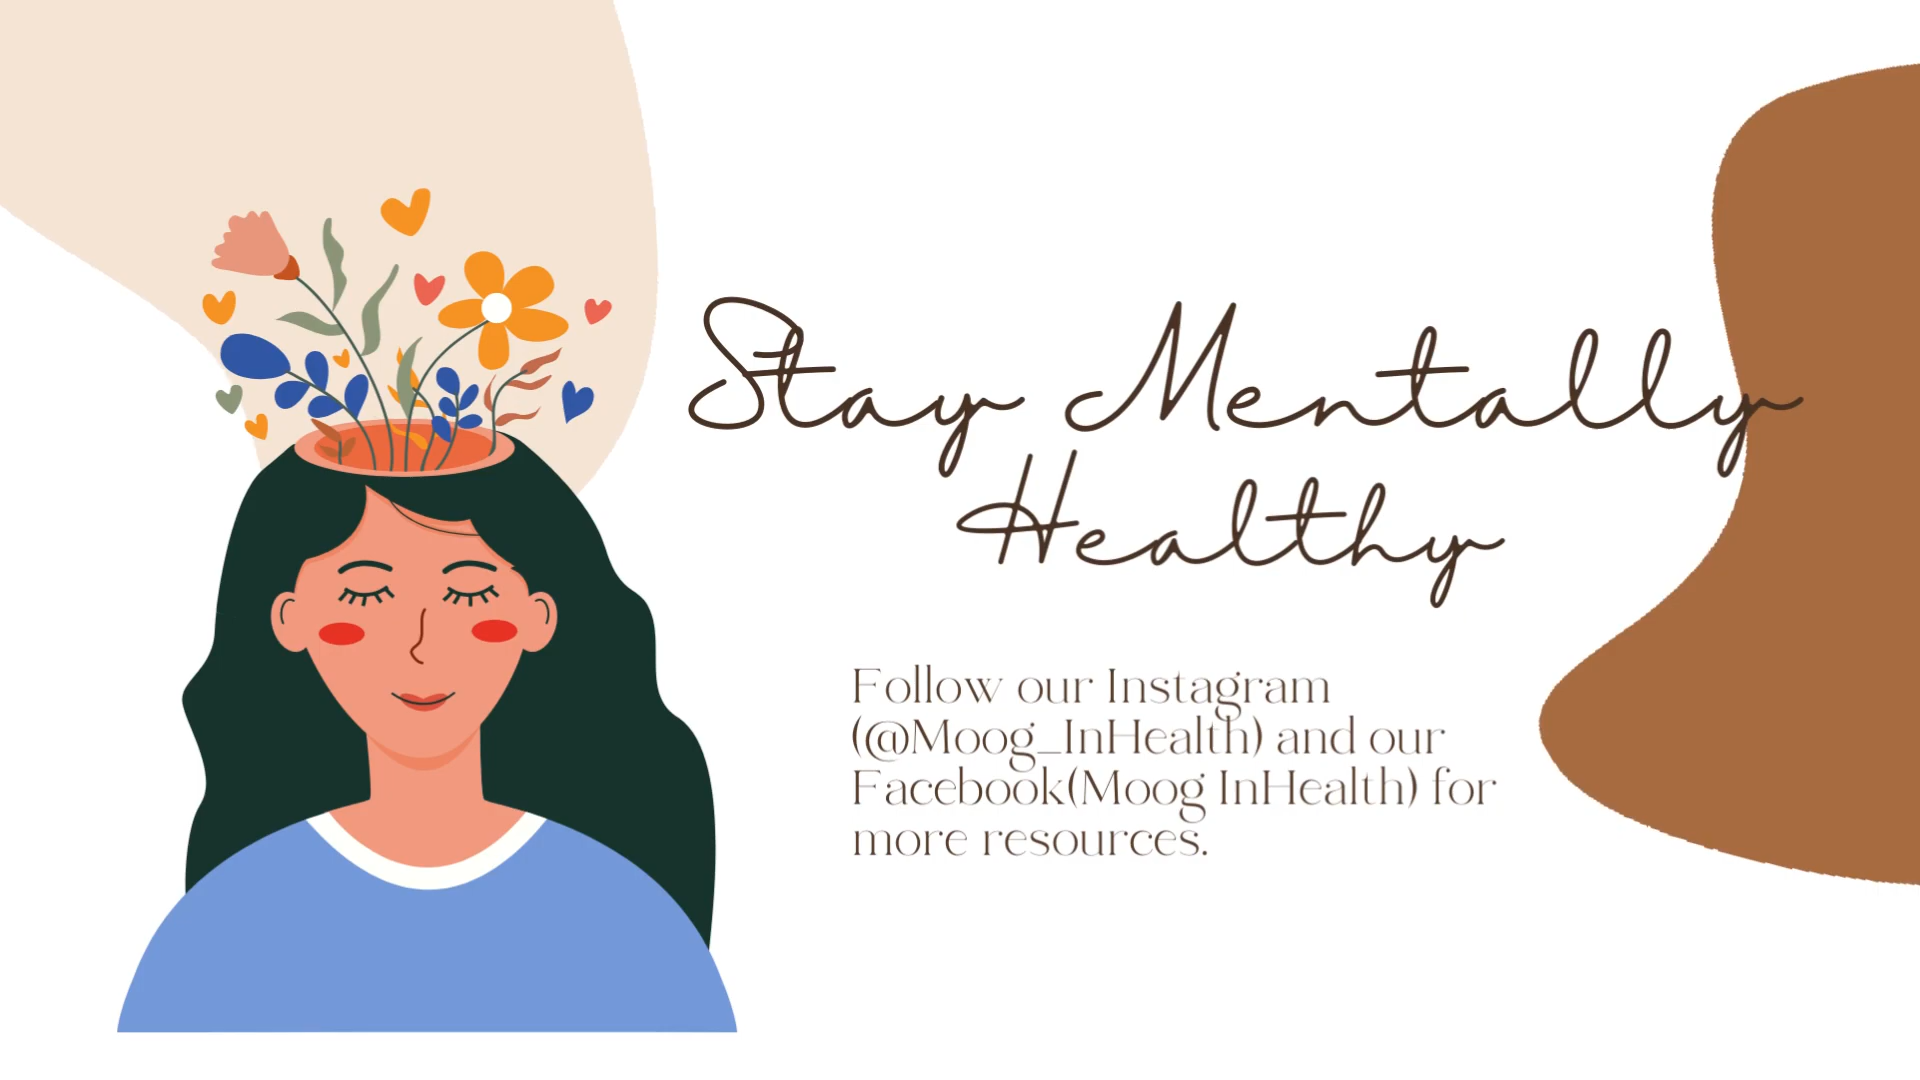 Stay Mentally
Healthy
Follow our Instagram
(@Moog_InHealth) and our
Facebook(Moog InHealth) for
more resources.